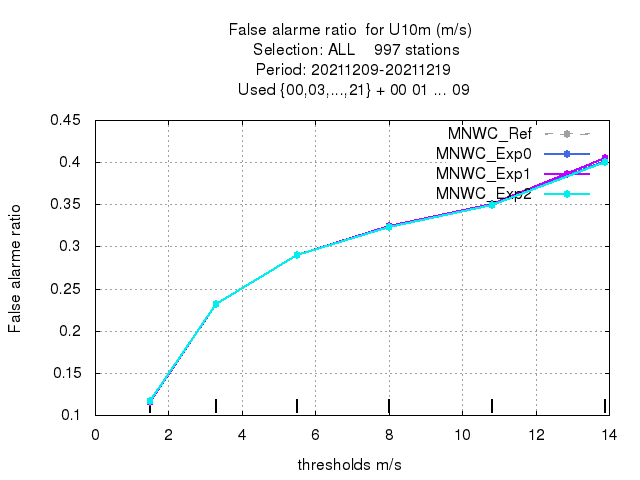 False alarme ratio  for U10m (m/s)
Selection: ALL    997 stations
Period: 20211209-20211219
Used {00,03,...,21} + 00 01 ... 09
MNWC_Ref
MNWC_Exp0
MNWC_Exp1
MNWC_Exp2
0.45
0.4
0.35
0.3
0.25
0.2
0.15
0.1
False alarme ratio
0 2 4 6 8 10 12 14
thresholds m/s